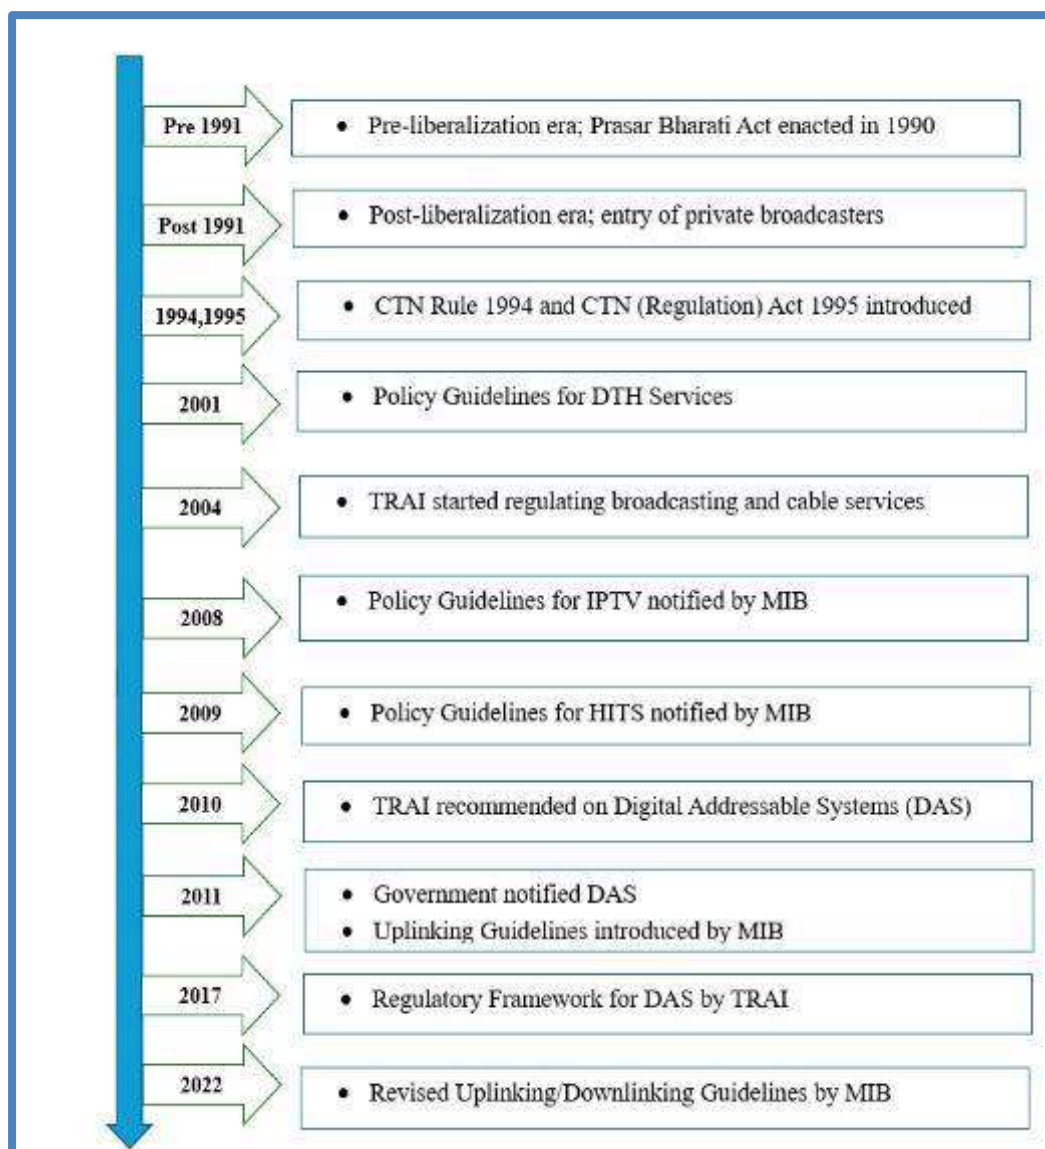 Pre 1991
• Pre-liberalization era; Prasar Bharati Act enacted in 1990
Post 1991
• Post-liberalization era; entry of private broadcasters
1994,1995
• CTN Rule 1994 and CTN (Regulation) Act 1995 introduced
2001
• Policy Guidelines for DTH Services
2004
• TRAI started regulating broadcasting and cable services
2008
• Policy Guidelines for IPTV notified by MIB
2009
• Policy Guidelines for HITS notified by MIB
2010
• TRAI recommended on Digital Addressable Systems (DAS)
2011
• Government notified DAS
• Uplinking Guidelines introduced by MIB
2017
• Regulatory Framework for DAS by TRAI
2022
• Revised Uplinking/Downlinking Guidelines by MIB